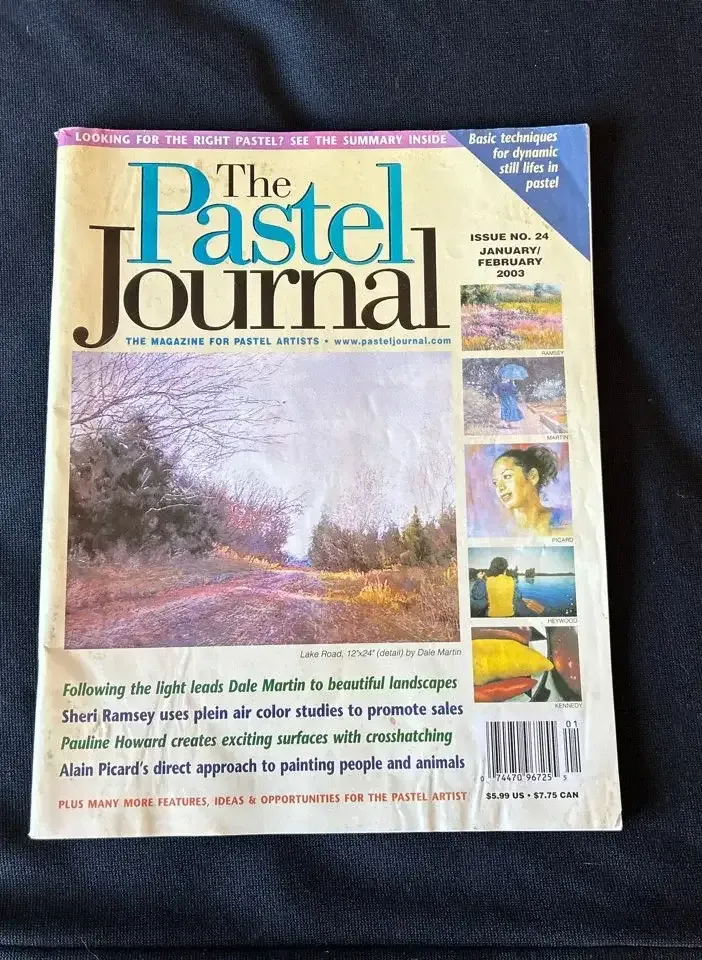 LOOKING FOR THE RIGHT PASTEL? SEE THE SUMMARY INSIDE
Basic techniques
for dynamic
still lifes in
pastel
The
Pastel
Journal
THE MAGAZINE FOR PASTEL ARTISTS • www.pasteljournal.com
ISSUE NO. 24
JANUARY/
FEBRUARY
2003
RAMSEY
MARTIN
PICARD
HEYWOOD
KENNEDY
Lake Road, 12"x24" (detail) by Dale Martin
Following the light leads Dale Martin to beautiful landscapes
Sheri Ramsey uses plein air color studies to promote sales
Pauline Howard creates exciting surfaces with crosshatching
Alain Picard's direct approach to painting people and animals
PLUS MANY MORE FEATURES, IDEAS & OPPORTUNITIES FOR THE PASTEL ARTIST
01
0 74470 96725 5
$5.99 US • $7.75 CAN